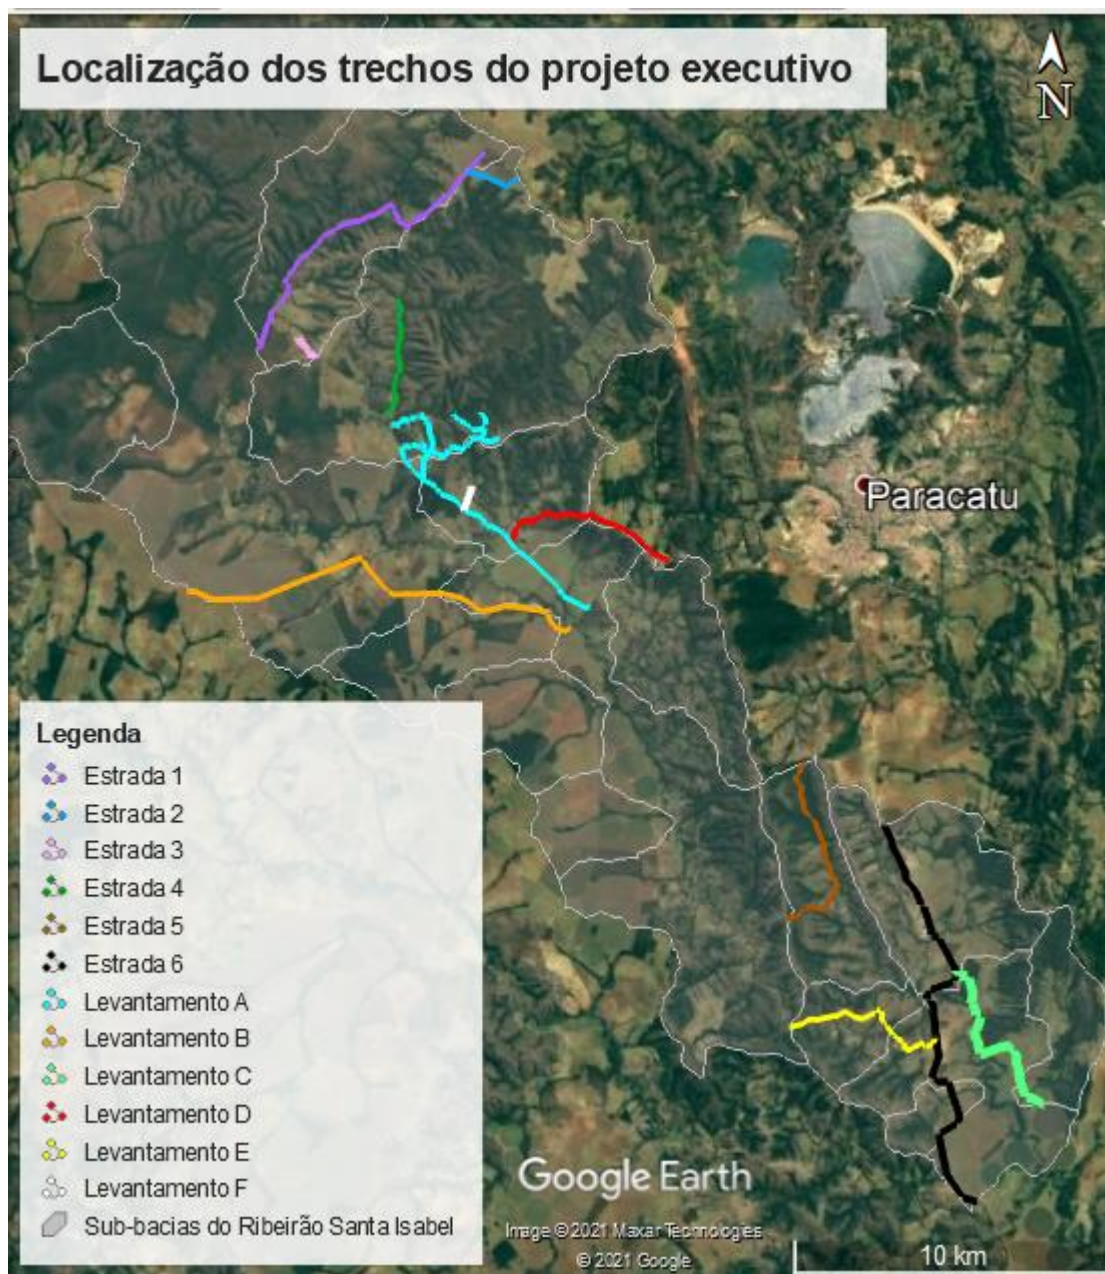 Localização dos trechos do projeto executivo
N
Paracatu
Legenda
Estrada 1
Estrada 2
Estrada 3
Estrada 4
Estrada 5
Estrada 6
Levantamento A
Levantamento B
Levantamento C
Levantamento D
Levantamento E
Levantamento F
Sub-bacias do Ribeirão Santa Isabel
Google Earth
Image © 2021 Maxar Technologies
© 2021 Google
10 km